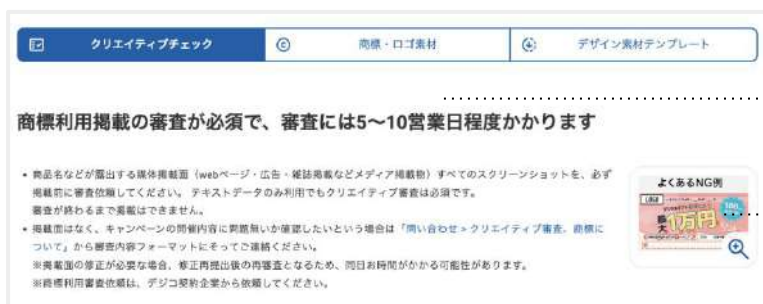 クリエイティブチェック
商標・ロゴ素材
デザイン素材テンプレート
商標利用掲載の審査が必須で、審査には5〜10営業日程度かかります
• 商品名などが露出する媒体掲載面（webページ・広告・雑誌掲載などメディア掲載物）すべてのスクリーンショットを、必ず
掲載前に審査依頼してください。 テキストデータのみ利用でもクリエイティブ審査は必須です。
審査が終わるまで掲載はできません。
• 掲載面はなく、キャンペーンの開催内容に問題無いか確認したいという場合は「問い合わせ > クリエイティブ審査、商標に
ついて」から審査内容フォーマットにそってご連絡ください。
※掲載面の修正が必要な場合、修正再提出後の再審査となるため、同日お時間がかかる可能性があります。
※商標利用審査依頼は、デジコ契約企業から依頼してください。
よくあるNG例
最大1万円